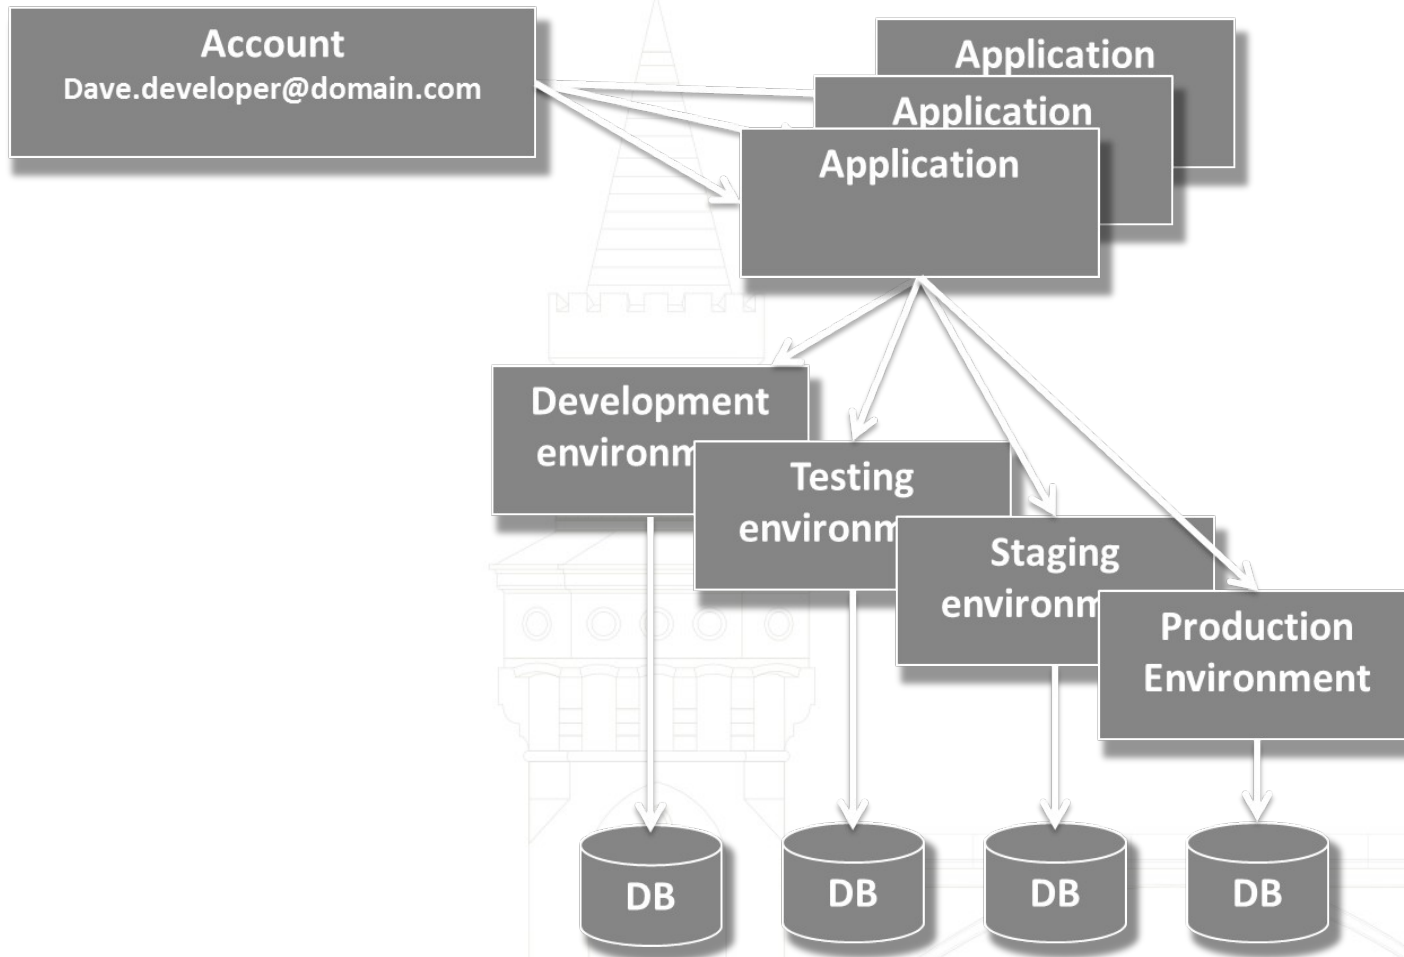 Account
Dave.developer@domain.com
Application
Application
Application
Development
environm
Testing
environm
Staging
environm
Production
Environment
DB
DB
DB
DB